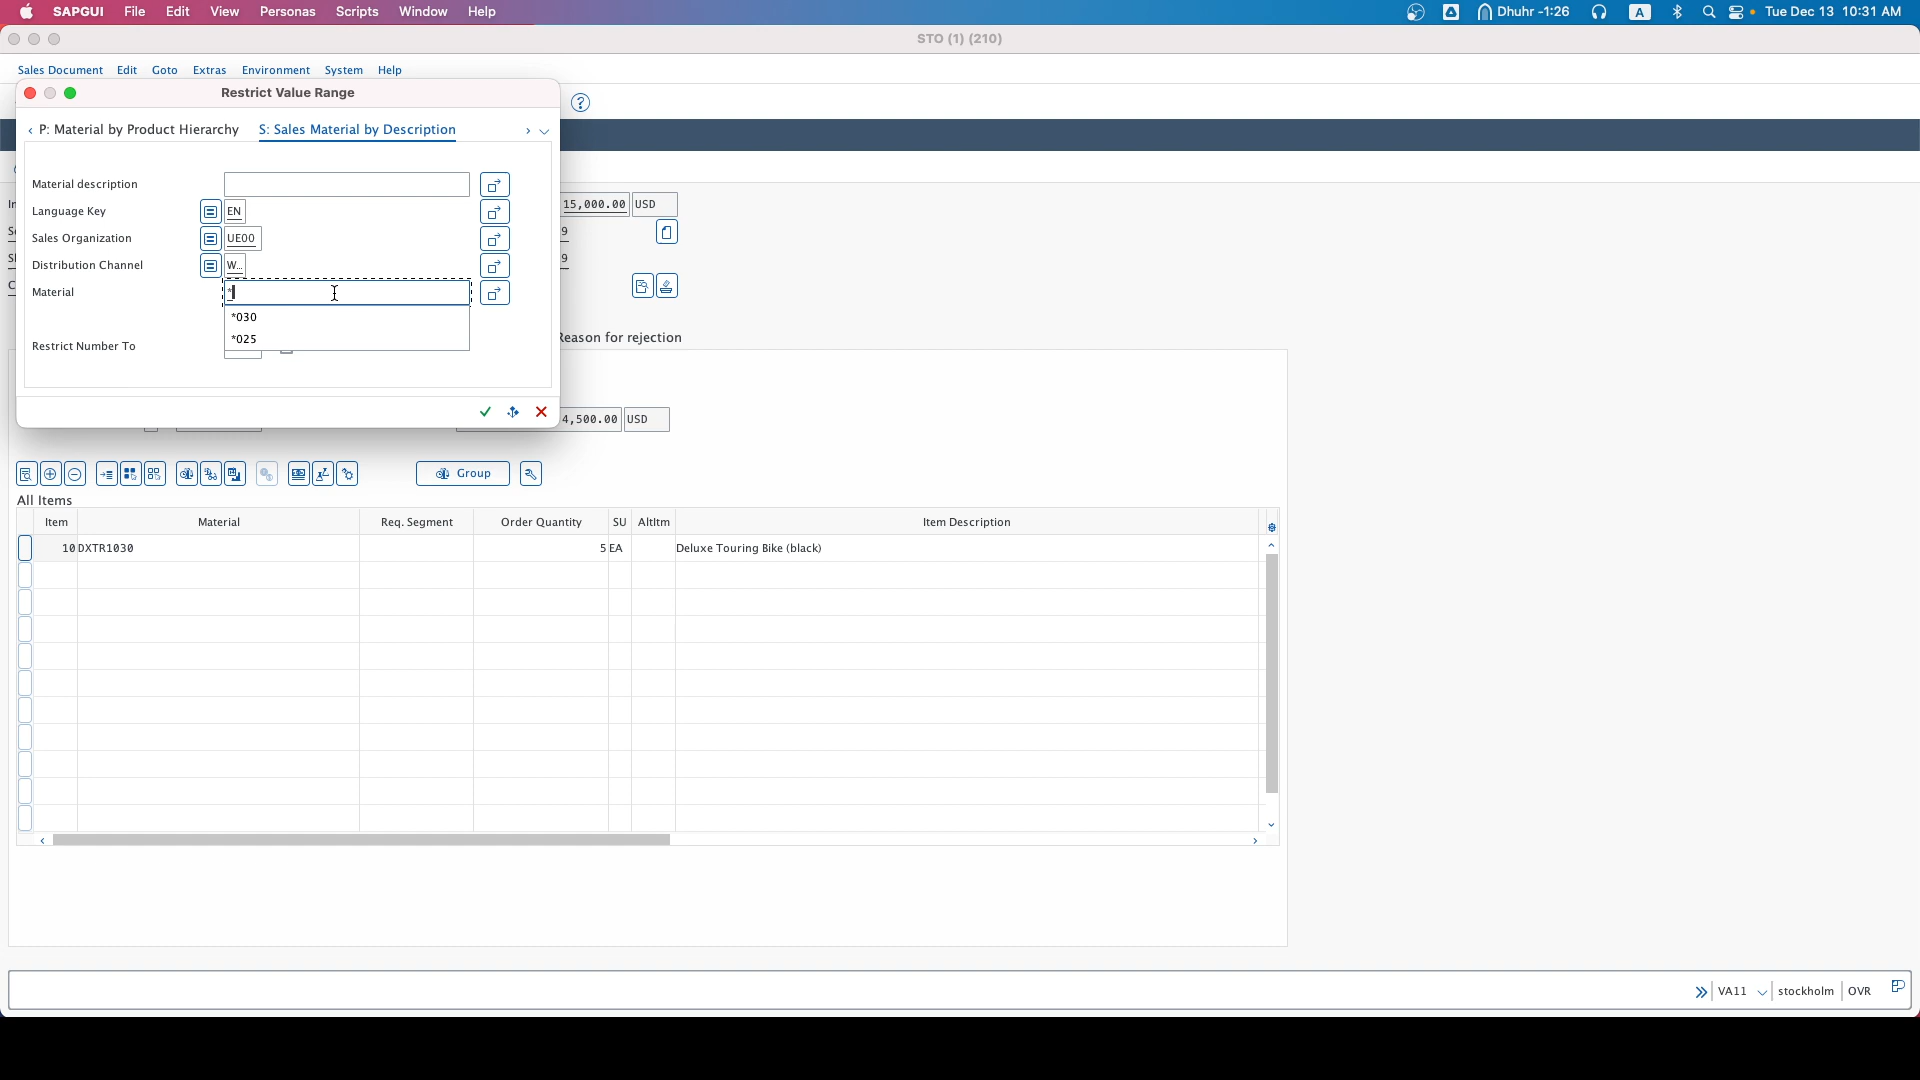 SAPGUI File Edit View Personas Scripts Window Help
Dhuhr -1:26 A Tue Dec 13 10:31 AM
STO (1) (210)
Sales Document Edit Goto Extras Environment System Help
Restrict Value Range
P: Material by Product Hierarchy S: Sales Material by Description
Material description
Language Key EN
Sales Organization UE00
Distribution Channel W...
Material *
*030
*025
Restrict Number To
15,000.00 USD
9
9
Reason for rejection
4,500.00 USD
Group
All Items
Item Material Req. Segment Order Quantity SU AltItm Item Description
10 DXTR1030 5 EA Deluxe Touring Bike (black)
VA11 stockholm OVR